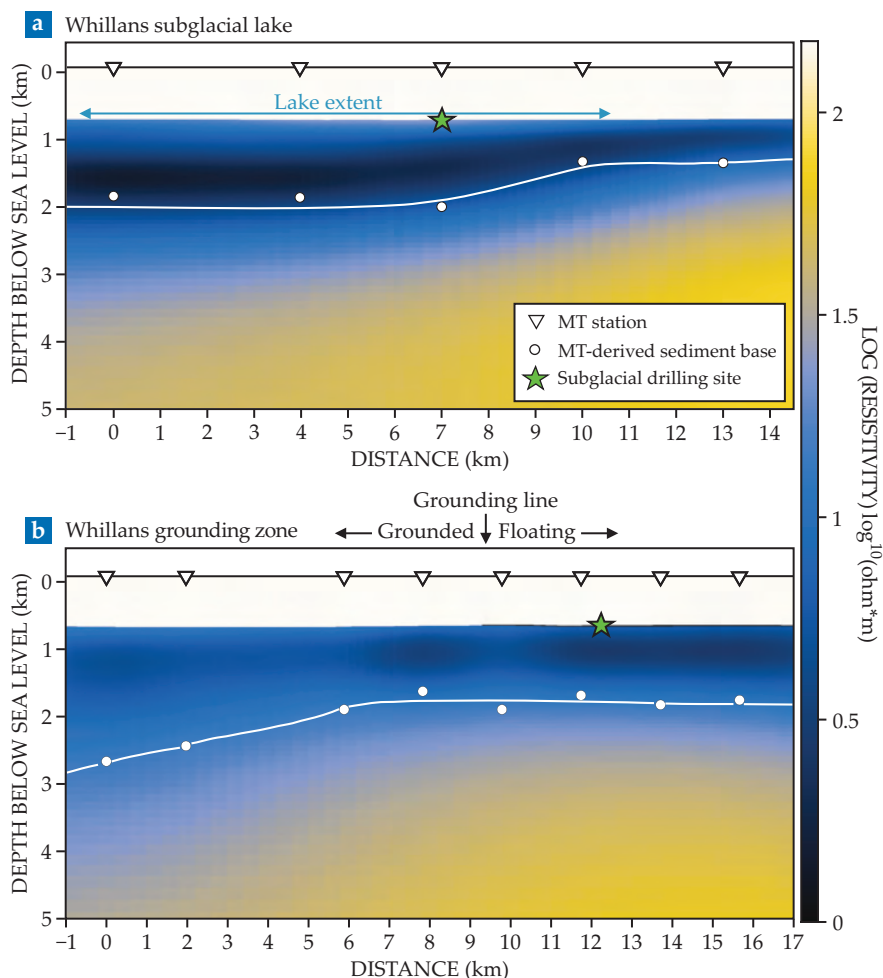 a Whillans subglacial lake
DEPTH BELOW SEA LEVEL (km)
0
1
2
3
4
5
Lake extent
MT station
MT-derived sediment base
Subglacial drilling site
−1 0 1 2 3 4 5 6 7 8 9 10 11 12 13 14
DISTANCE (km)
b Whillans grounding zone
Grounding line
Grounded Floating
DEPTH BELOW SEA LEVEL (km)
0
1
2
3
4
5
−1 0 1 2 3 4 5 6 7 8 9 10 11 12 13 14 15 16 17
DISTANCE (km)
2
1.5
1
0.5
0
LOG (RESISTIVITY) log¹⁰(ohm*m)